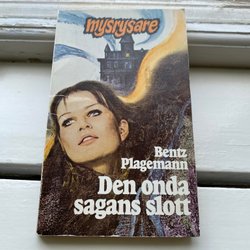 mysrysare
Bentz
Plagemann
Den onda
sagans slott